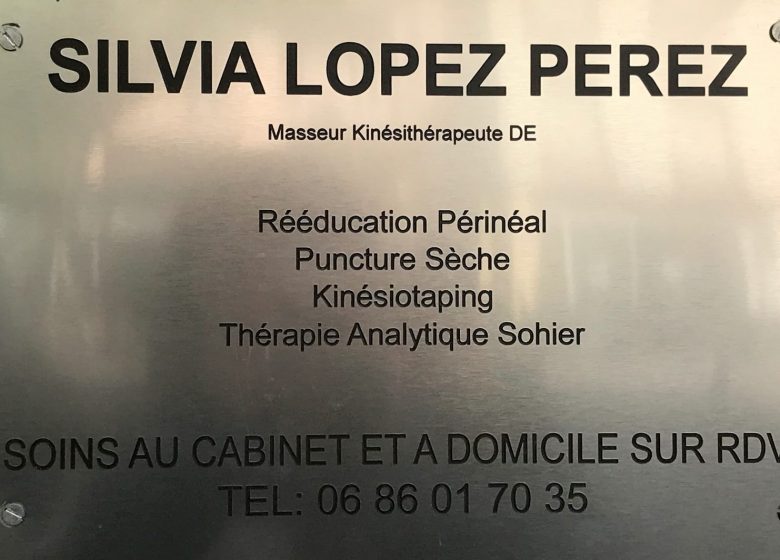 SILVIA LOPEZ PEREZ
Masseur Kinésithérapeute DE
Rééducation Périnéal
Puncture Sèche
Kinésiotaping
Thérapie Analytique Sohier
SOINS AU CABINET ET A DOMICILE SUR RDV
TEL: 06 86 01 70 35